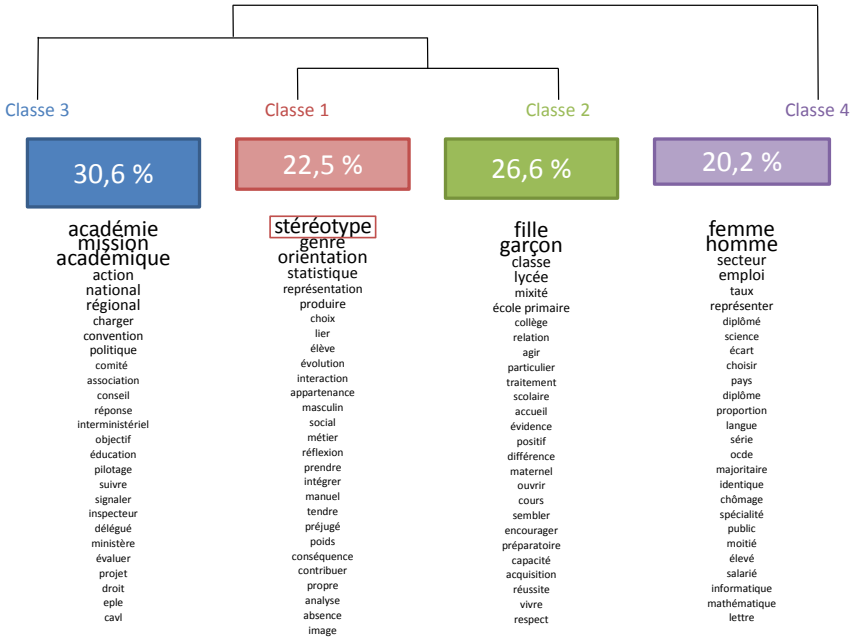 Classe 3
Classe 1
Classe 2
Classe 4
30,6 %
22,5 %
26,6 %
20,2 %
académie
mission
académique
action
national
régional
charger
convention
politique
comité
association
conseil
réponse
interministériel
objectif
éducation
pilotage
suivre
signaler
inspecteur
délégué
ministère
évaluer
projet
droit
eple
cavl
stéréotype
genre
orientation
statistique
représentation
produire
choix
lier
élève
évolution
interaction
appartenance
masculin
social
métier
réflexion
prendre
intégrer
manuel
tendre
préjugé
poids
conséquence
contribuer
propre
analyse
absence
image
fille
garçon
classe
lycée
mixité
école primaire
collège
relation
agir
particulier
traitement
scolaire
accueil
évidence
positif
différence
maternel
ouvrir
cours
sembler
encourager
préparatoire
capacité
acquisition
réussite
vivre
respect
femme
homme
secteur
emploi
taux
représenter
diplômé
science
écart
choisir
pays
diplôme
proportion
langue
série
ocde
majoritaire
identique
chômage
spécialité
public
moitié
élevé
salarié
informatique
mathématique
lettre